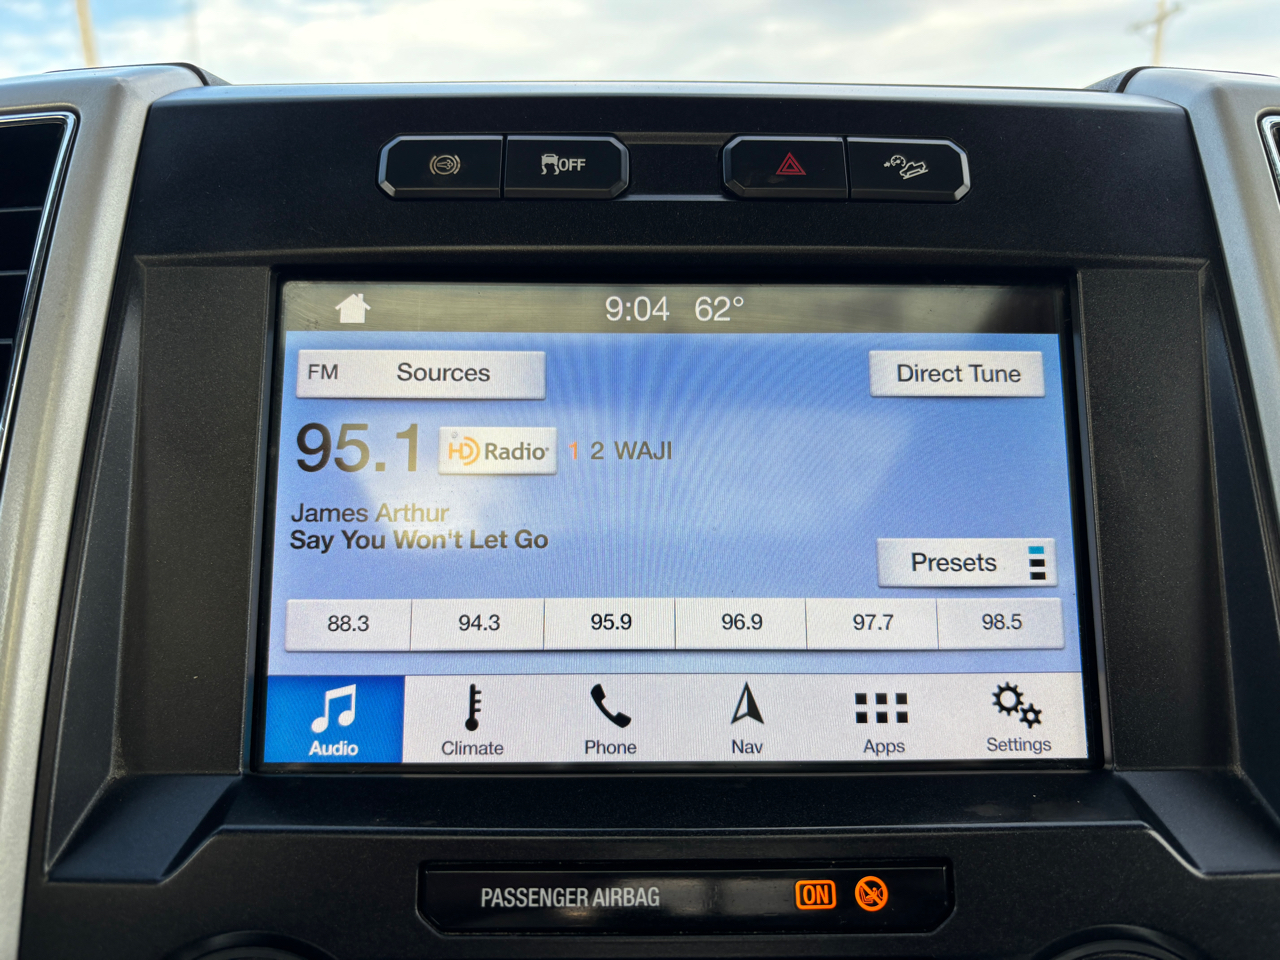 OFF
9:04 62°
FM Sources
Direct Tune
95.1 HD Radio 1 2 WAJI
James Arthur
Say You Won't Let Go
Presets
88.3 94.3 95.9 96.9 97.7 98.5
Audio Climate Phone Nav Apps Settings
PASSENGER AIRBAG ON